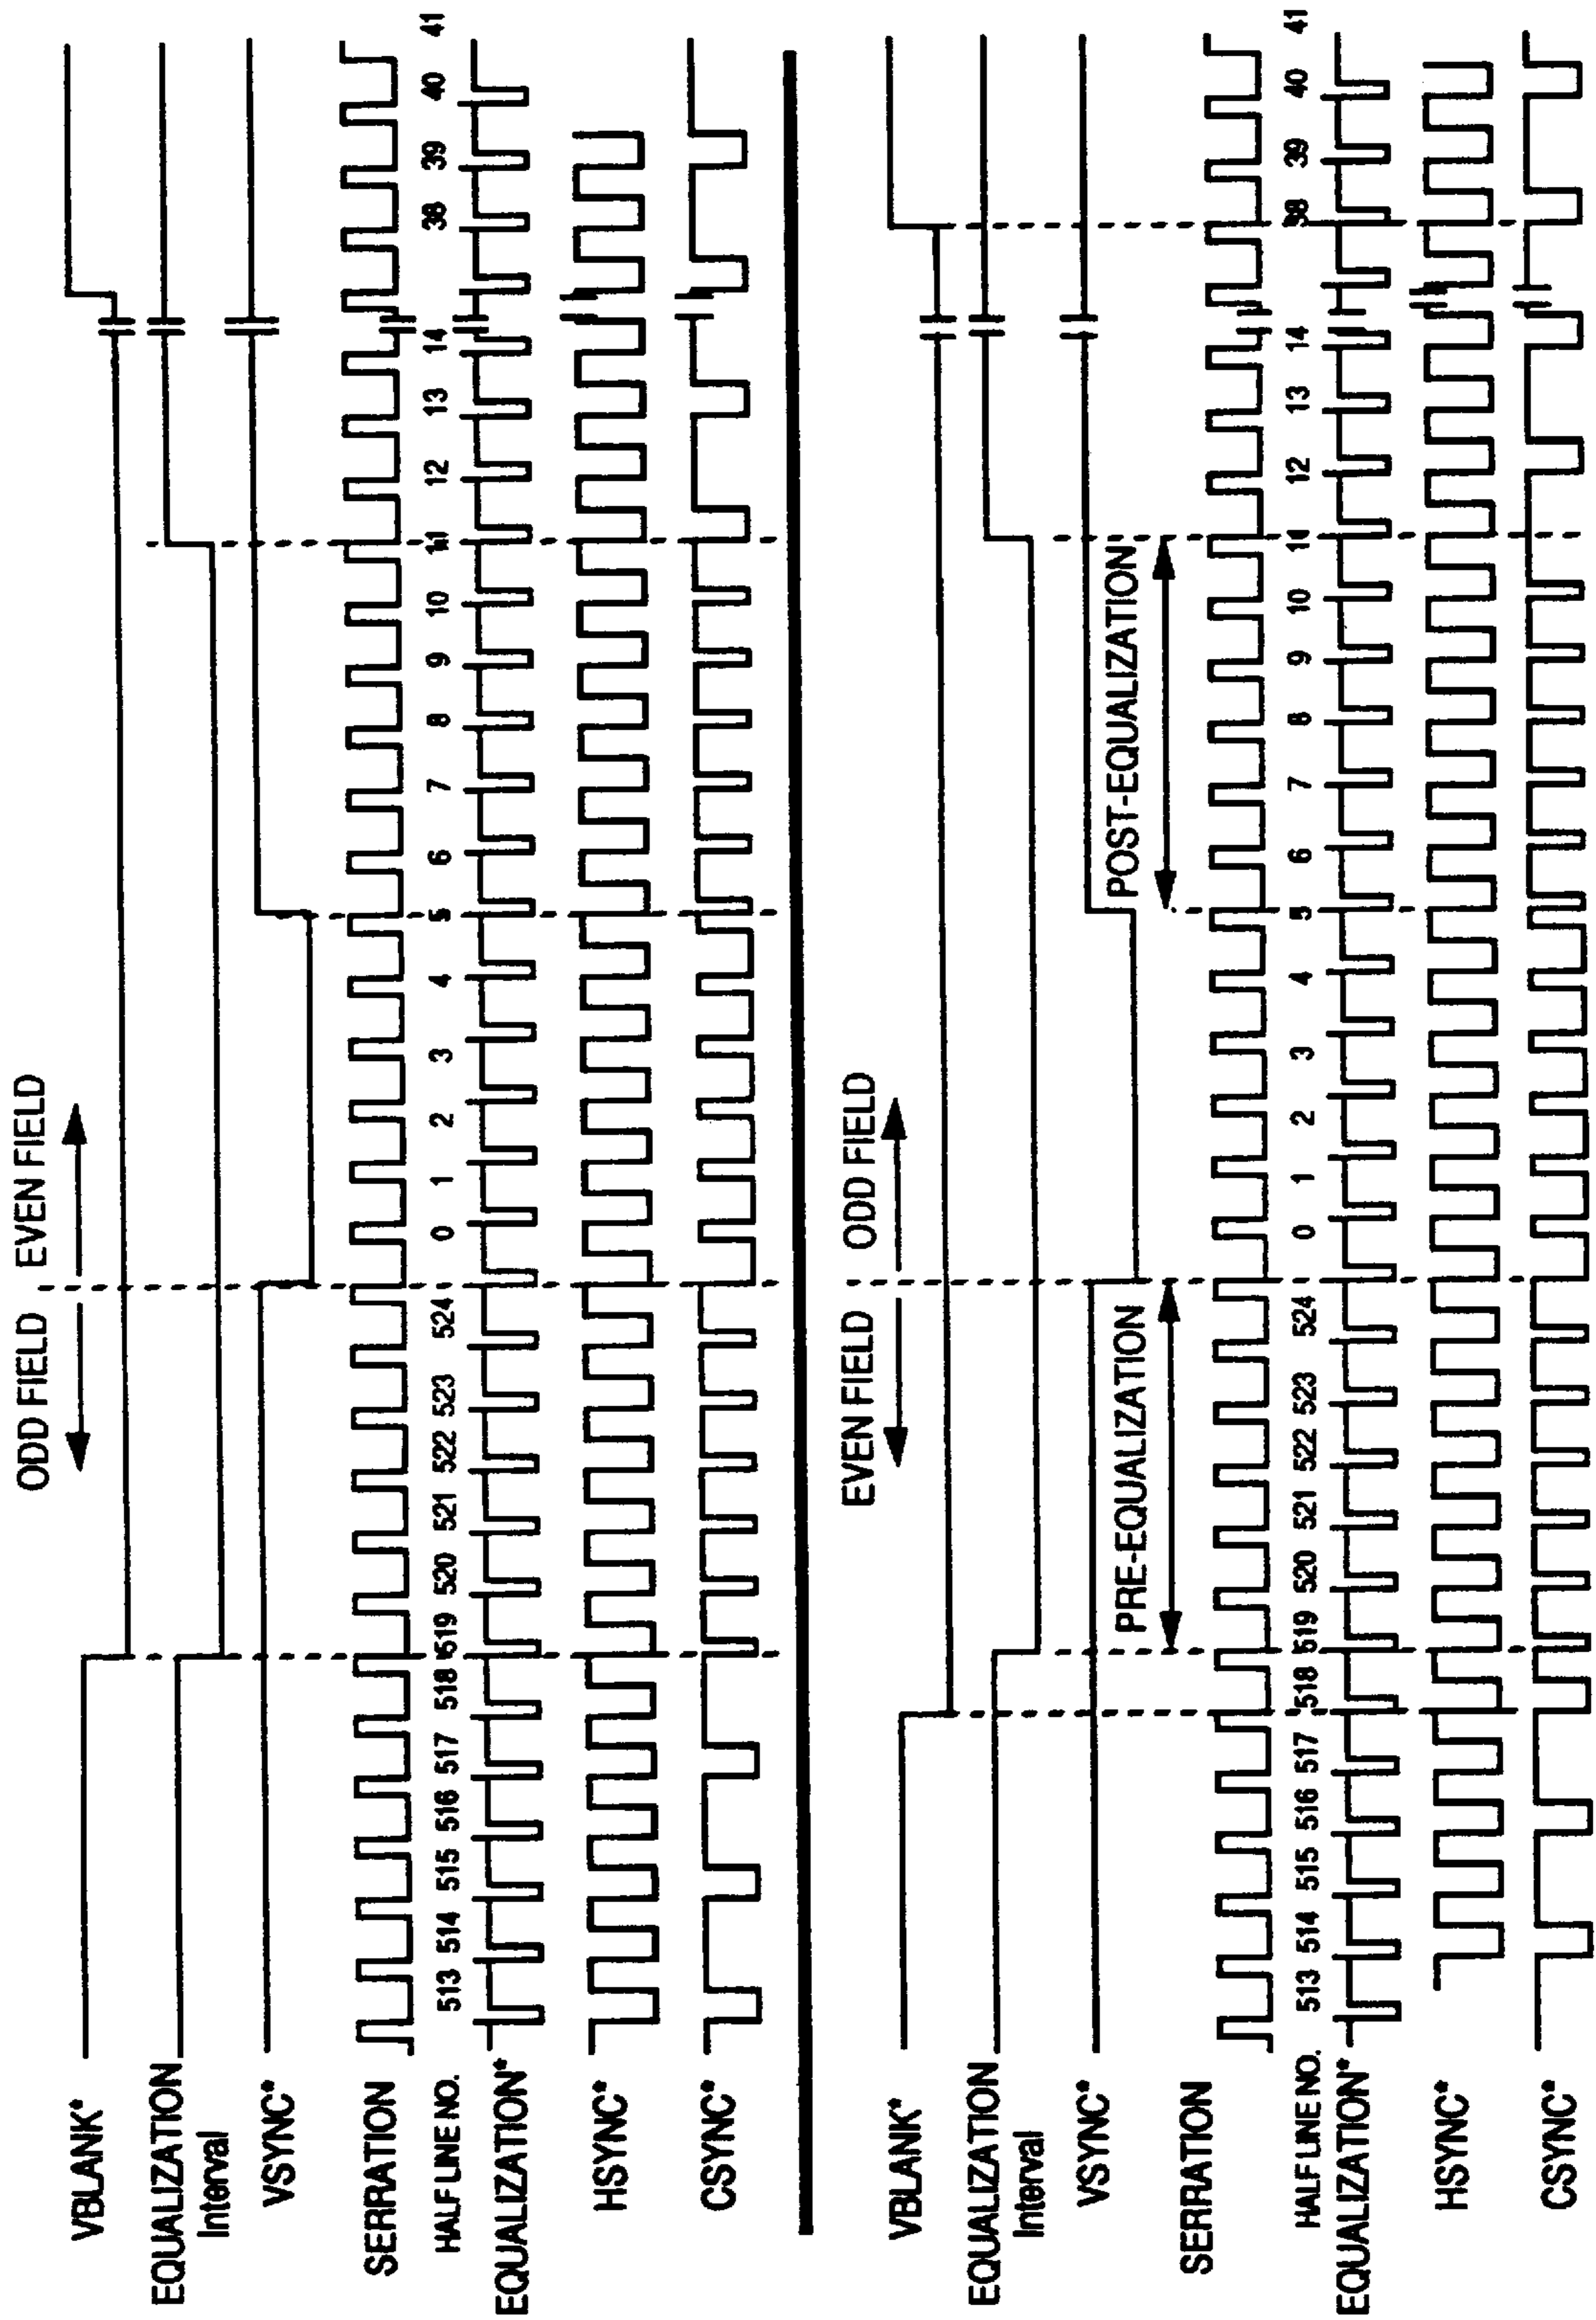 ODD FIELD EVEN FIELD
VBLANK*
EQUALIZATION
Interval
VSYNC*
SERRATION
HALF LINE NO. 513 514 515 516 517 518 519 520 521 522 523 524 0 1 2 3 4 5 6 7 8 9 10 11 12 13 14 38 39 40 41
EQUALIZATION*
HSYNC*
CSYNC*
EVEN FIELD ODD FIELD
VBLANK*
EQUALIZATION
Interval
VSYNC*
PRE-EQUALIZATION POST-EQUALIZATION
SERRATION
HALF LINE NO. 513 514 515 516 517 518 519 520 521 522 523 524 0 1 2 3 4 5 6 7 8 9 10 11 12 13 14 38 39 40 41
EQUALIZATION*
HSYNC*
CSYNC*